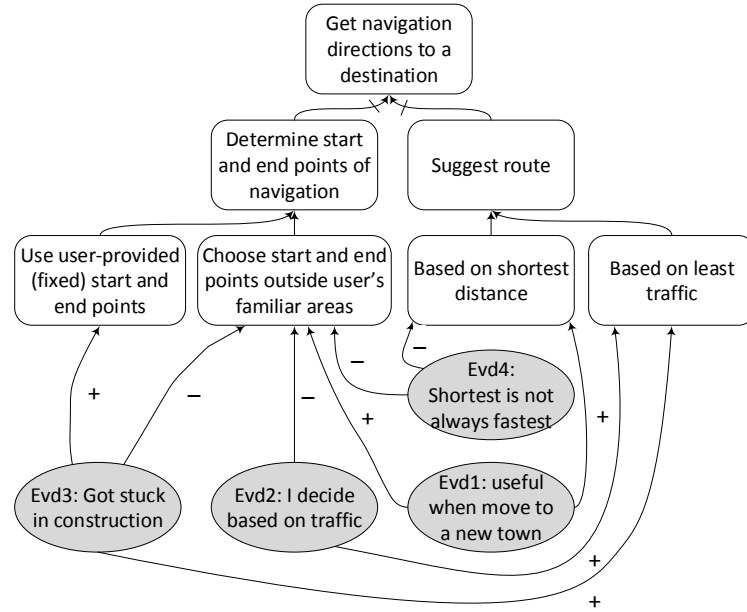 Get navigation
directions to a
destination
Determine start
and end points of
navigation
Suggest route
Use user-provided
(fixed) start and
end points
Choose start and end
points outside user's
familiar areas
Based on shortest
distance
Based on least
traffic
+
–
–
–
+
–
+
Evd4:
Shortest is not
always fastest
Evd3: Got stuck
in construction
Evd2: I decide
based on traffic
Evd1: useful
when move to
a new town
+
+